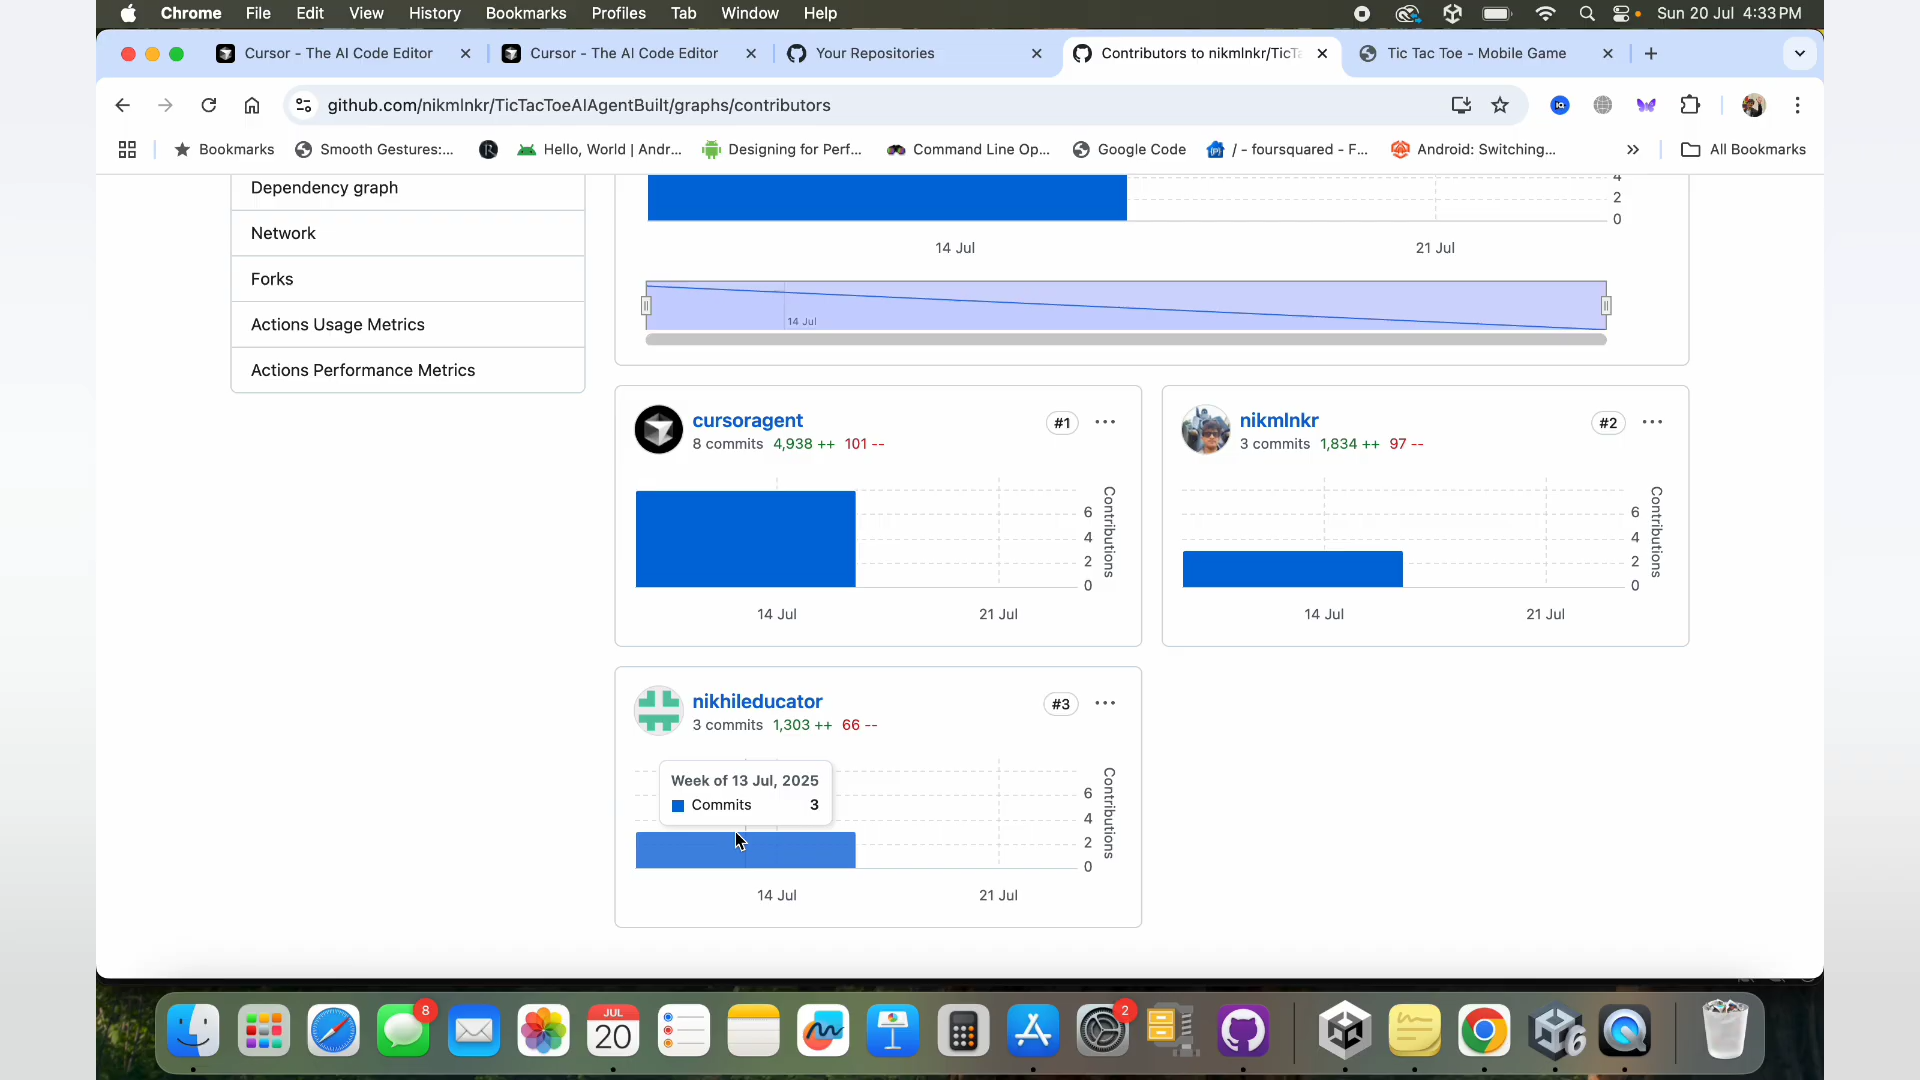 Chrome File Edit View History Bookmarks Profiles Tab Window Help Sun 20 Jul 4:33 PM
Cursor - The AI Code Editor Cursor - The AI Code Editor Your Repositories Contributors to nikmlnkr/TicTa Tic Tac Toe - Mobile Game
github.com/nikmlnkr/TicTacToeAIAgentBuilt/graphs/contributors
Bookmarks Smooth Gestures:... Hello, World | Andr... Designing for Perf... Command Line Op... Google Code / - foursquared - F... Android: Switching... All Bookmarks
Dependency graph
Network
Forks
Actions Usage Metrics
Actions Performance Metrics
4
2
0
14 Jul 21 Jul
14 Jul
cursoragent #1
8 commits 4,938 ++ 101 --
6
4
2
0
Contributions
14 Jul 21 Jul
nikmlnkr #2
3 commits 1,834 ++ 97 --
6
4
2
0
Contributions
14 Jul 21 Jul
nikhileducator #3
3 commits 1,303 ++ 66 --
Week of 13 Jul, 2025
Commits 3
6
4
2
0
Contributions
14 Jul 21 Jul
8
JUL
20
2
6